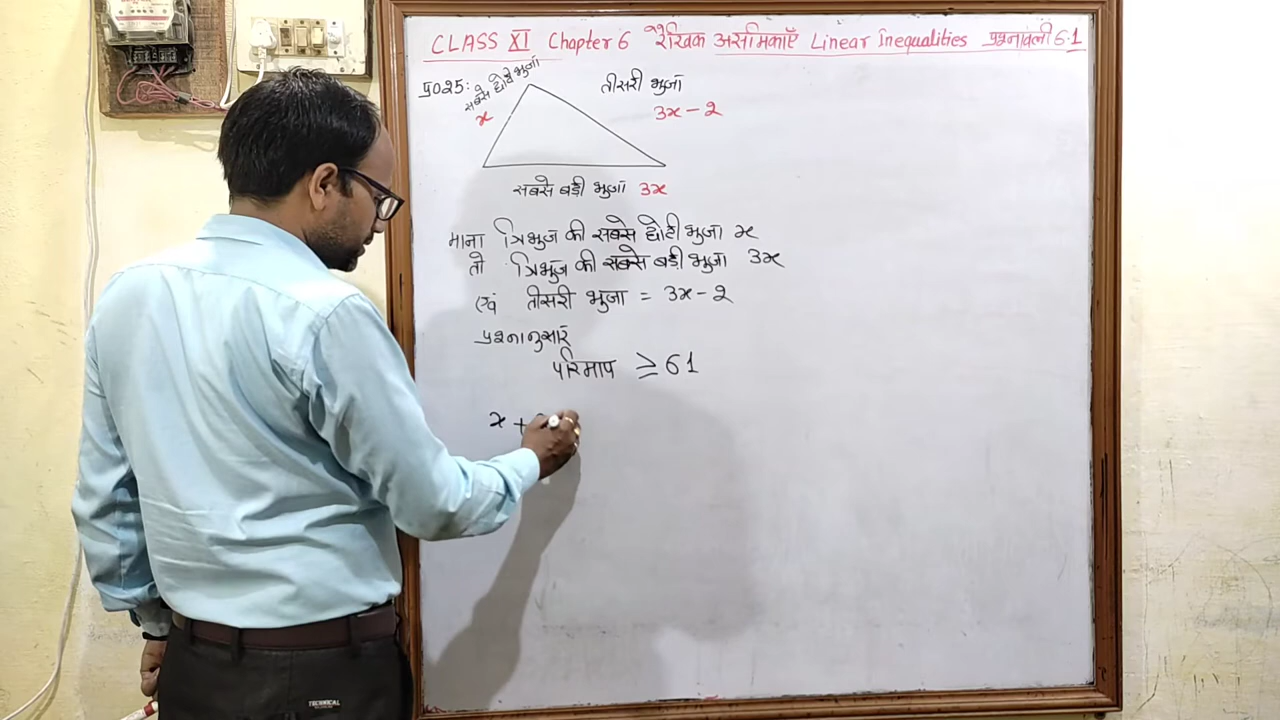 CLASS XI Chapter 6 रैखिक असमिकाएँ Linear Inequalities प्रश्नावली 6.1
प्र025:
सबसे छोटी भुजा
x
तीसरी भुजा
3x - 2
सबसे बड़ी भुजा 3x
माना त्रिभुज की सबसे छोटी भुजा x
तो त्रिभुज की सबसे बड़ी भुजा 3x
एवं तीसरी भुजा = 3x - 2
प्रश्नानुसार
परिमाप ≥ 61
x +
TECHNICAL